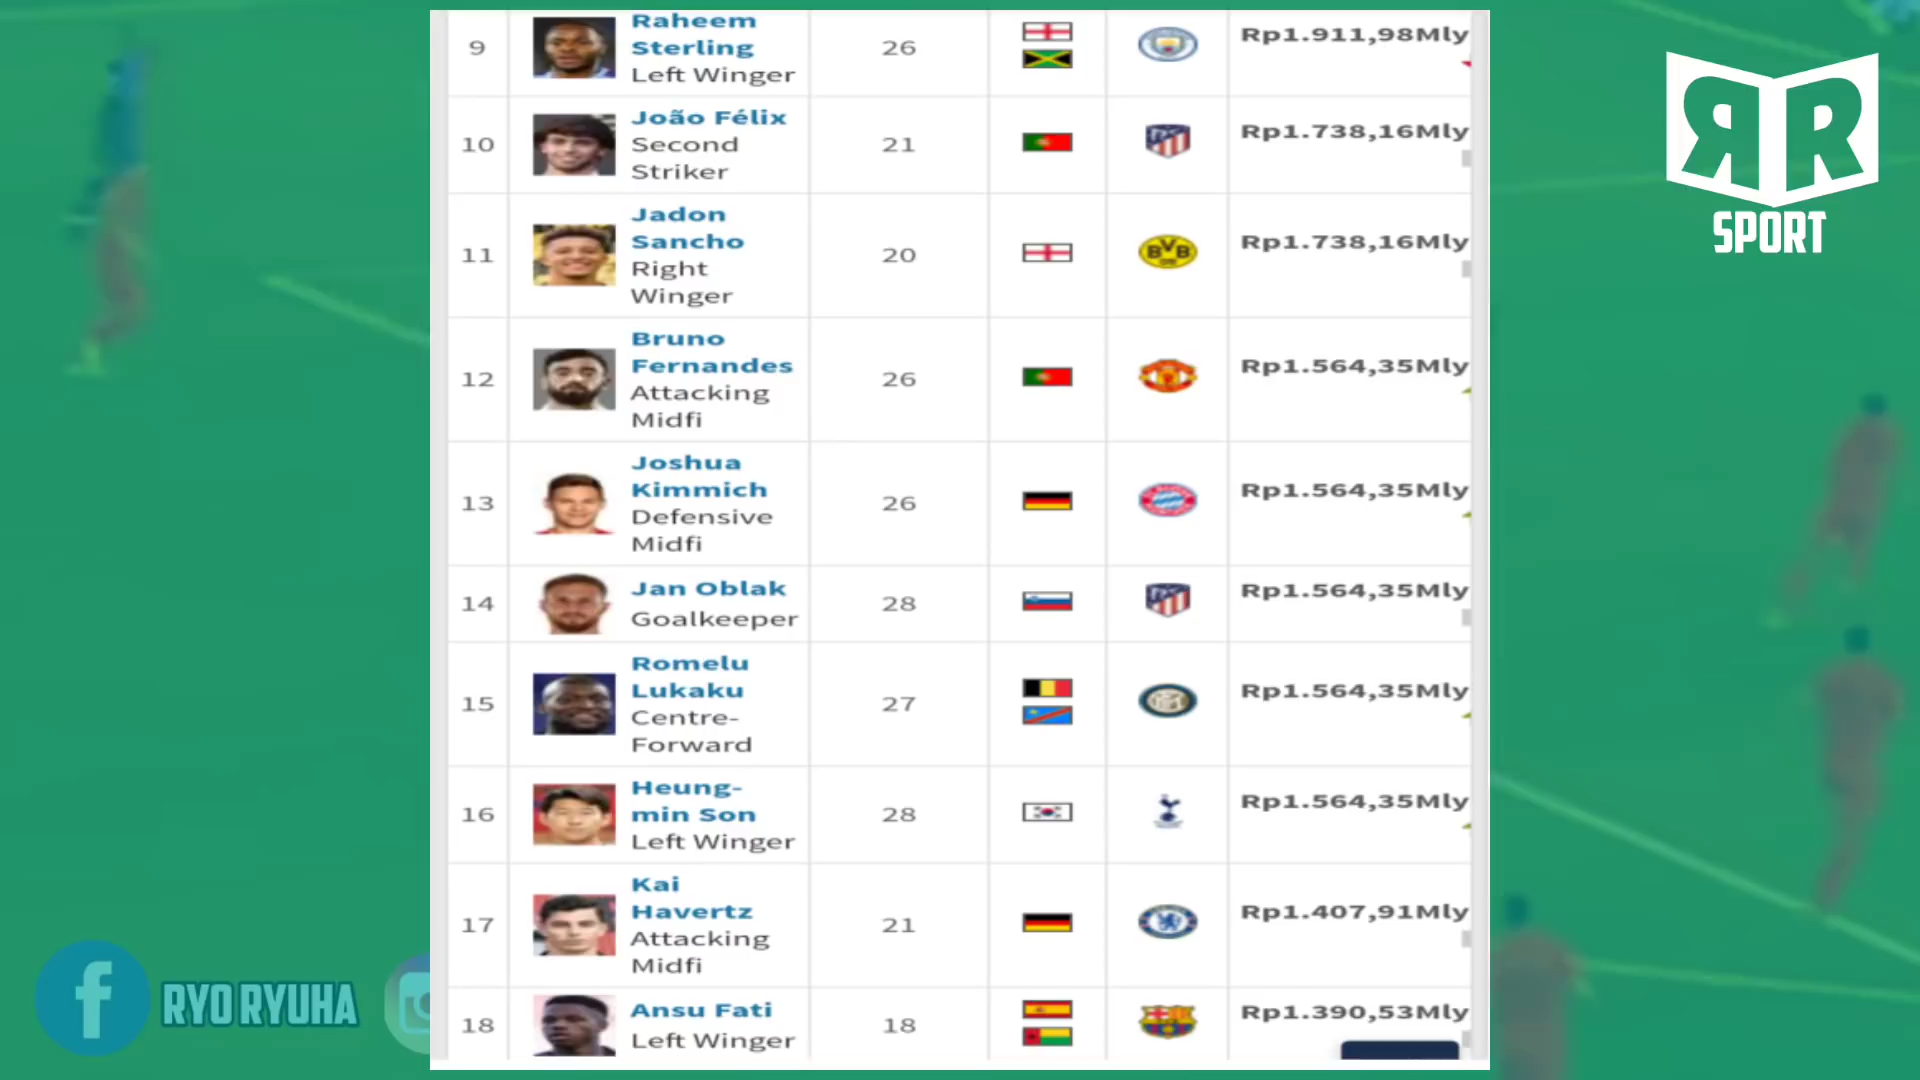 9
Raheem
Sterling
Left Winger
26
Rp1.911,98Mly
10
João Félix
Second
Striker
21
Rp1.738,16Mly
11
Jadon
Sancho
Right
Winger
20
BVB
09
Rp1.738,16Mly
12
Bruno
Fernandes
Attacking
Midfi
26
Rp1.564,35Mly
13
Joshua
Kimmich
Defensive
Midfi
26
Rp1.564,35Mly
14
Jan Oblak
Goalkeeper
28
Rp1.564,35Mly
15
Romelu
Lukaku
Centre-
Forward
27
Rp1.564,35Mly
16
Heung-
min Son
Left Winger
28
Rp1.564,35Mly
17
Kai
Havertz
Attacking
Midfi
21
Rp1.407,91Mly
18
Ansu Fati
Left Winger
18
Rp1.390,53Mly
RR
SPORT
f
RYO RYUHA